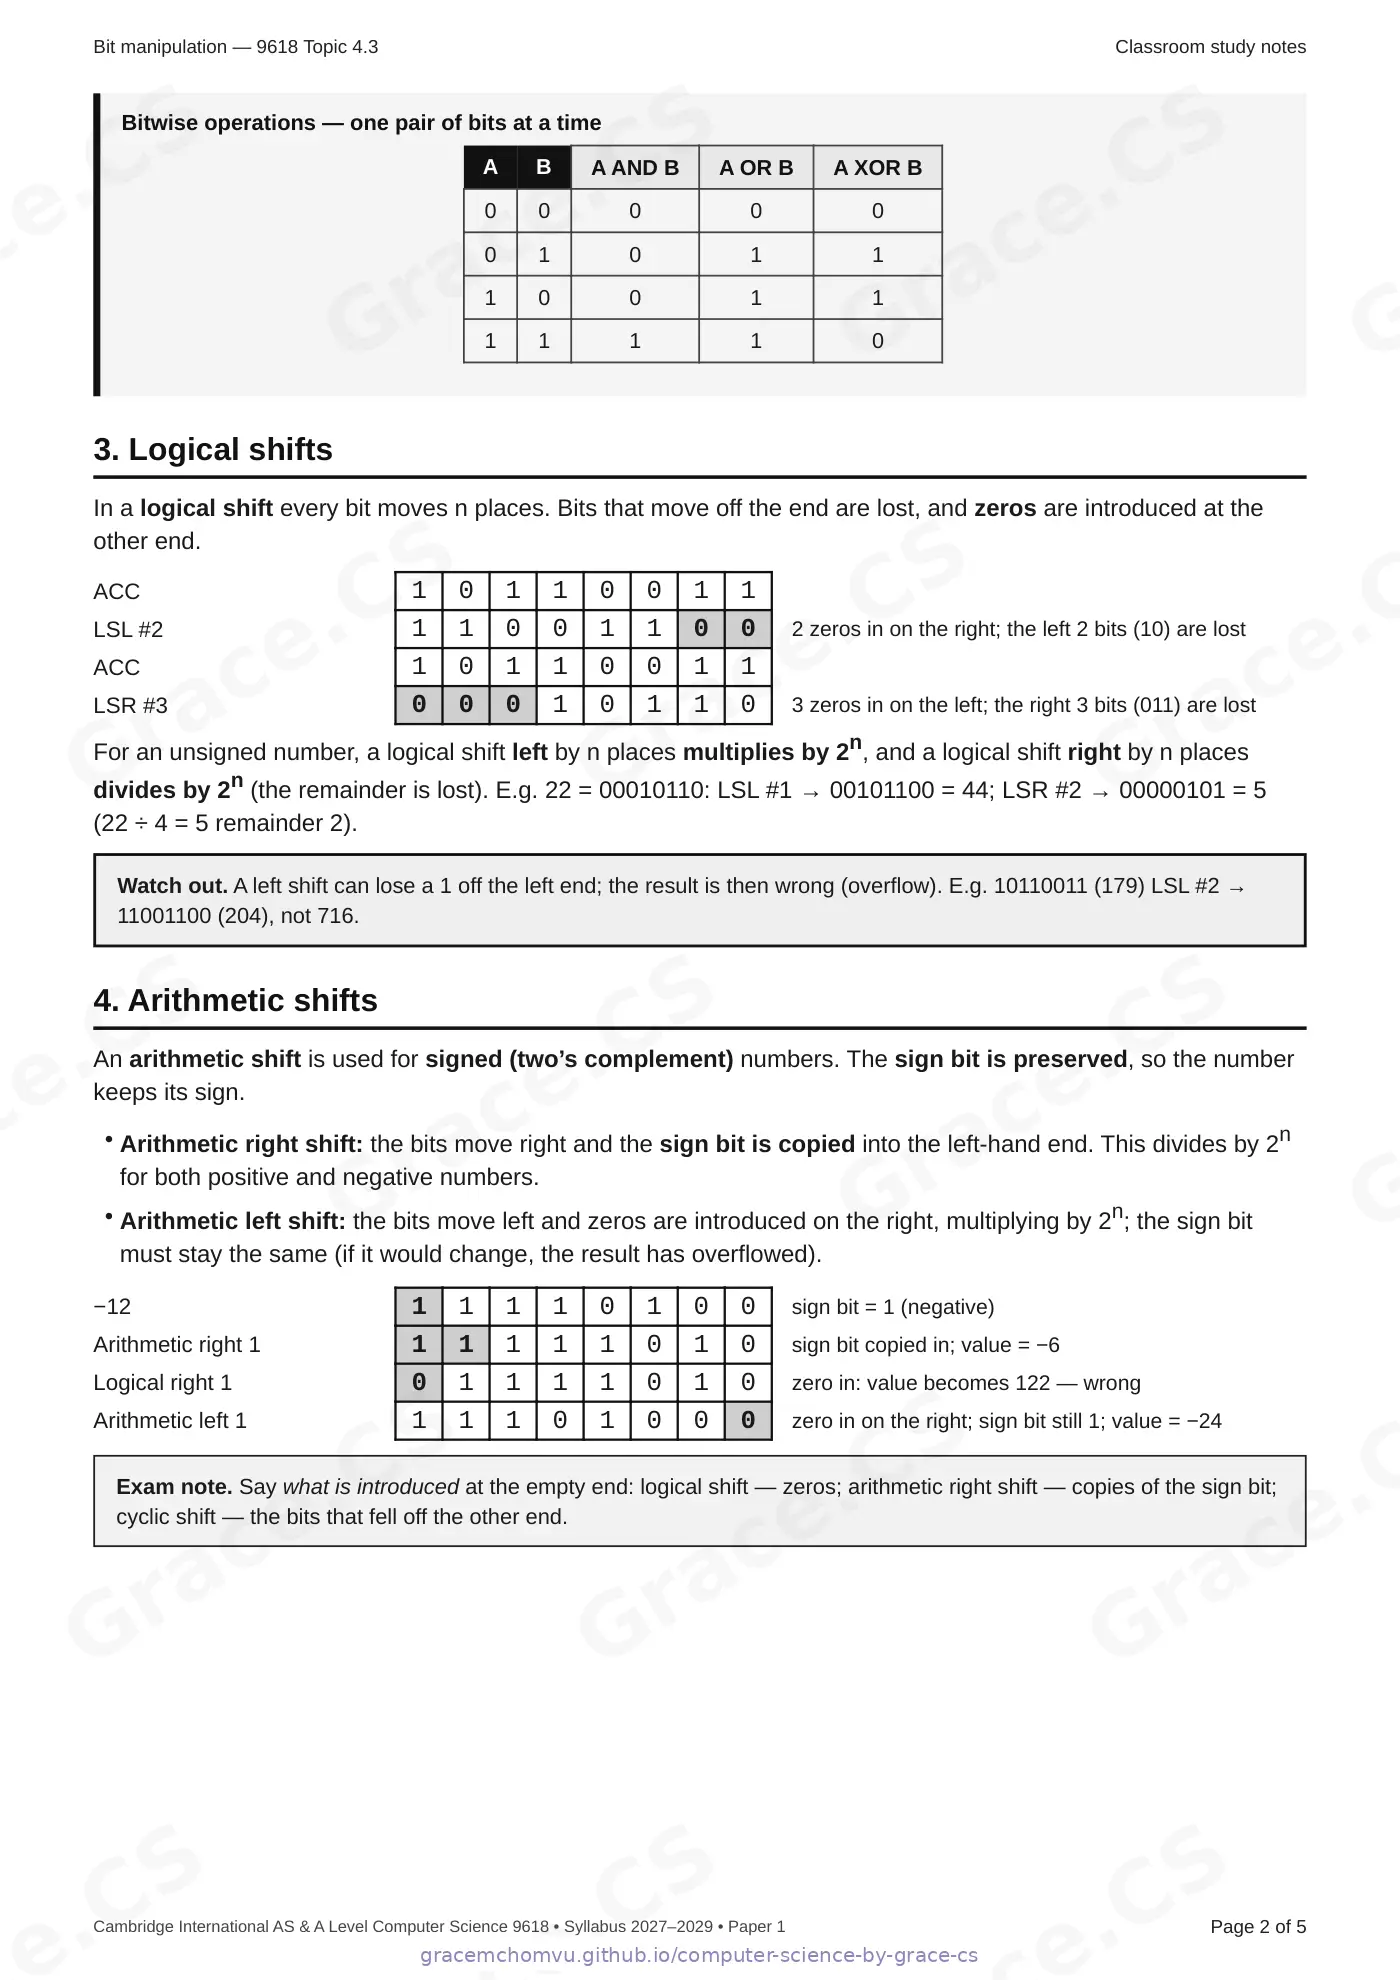 Bit manipulation — 9618 Topic 4.3 Classroom study notes
Bitwise operations — one pair of bits at a time
A B A AND B A OR B A XOR B
0 0 0 0 0
0 1 0 1 1
1 0 0 1 1
1 1 1 1 0
3. Logical shifts
In a logical shift every bit moves n places. Bits that move off the end are lost, and zeros are introduced at the
other end.
ACC 1 0 1 1 0 0 1 1
LSL #2 1 1 0 0 1 1 0 0 2 zeros in on the right; the left 2 bits (10) are lost
ACC 1 0 1 1 0 0 1 1
LSR #3 0 0 0 1 0 1 1 0 3 zeros in on the left; the right 3 bits (011) are lost
For an unsigned number, a logical shift left by n places multiplies by 2ⁿ, and a logical shift right by n places
divides by 2ⁿ (the remainder is lost). E.g. 22 = 00010110: LSL #1 → 00101100 = 44; LSR #2 → 00000101 = 5
(22 ÷ 4 = 5 remainder 2).
Watch out. A left shift can lose a 1 off the left end; the result is then wrong (overflow). E.g. 10110011 (179) LSL #2 →
11001100 (204), not 716.
4. Arithmetic shifts
An arithmetic shift is used for signed (two’s complement) numbers. The sign bit is preserved, so the number
keeps its sign.
• Arithmetic right shift: the bits move right and the sign bit is copied into the left-hand end. This divides by 2ⁿ
for both positive and negative numbers.
• Arithmetic left shift: the bits move left and zeros are introduced on the right, multiplying by 2ⁿ; the sign bit
must stay the same (if it would change, the result has overflowed).
−12 1 1 1 1 0 1 0 0 sign bit = 1 (negative)
Arithmetic right 1 1 1 1 1 1 0 1 0 sign bit copied in; value = −6
Logical right 1 0 1 1 1 1 0 1 0 zero in: value becomes 122 — wrong
Arithmetic left 1 1 1 1 0 1 0 0 0 zero in on the right; sign bit still 1; value = −24
Exam note. Say what is introduced at the empty end: logical shift — zeros; arithmetic right shift — copies of the sign bit;
cyclic shift — the bits that fell off the other end.
Cambridge International AS & A Level Computer Science 9618 • Syllabus 2027–2029 • Paper 1 Page 2 of 5
gracemchomvu.github.io/computer-science-by-grace-cs
Grace.CS